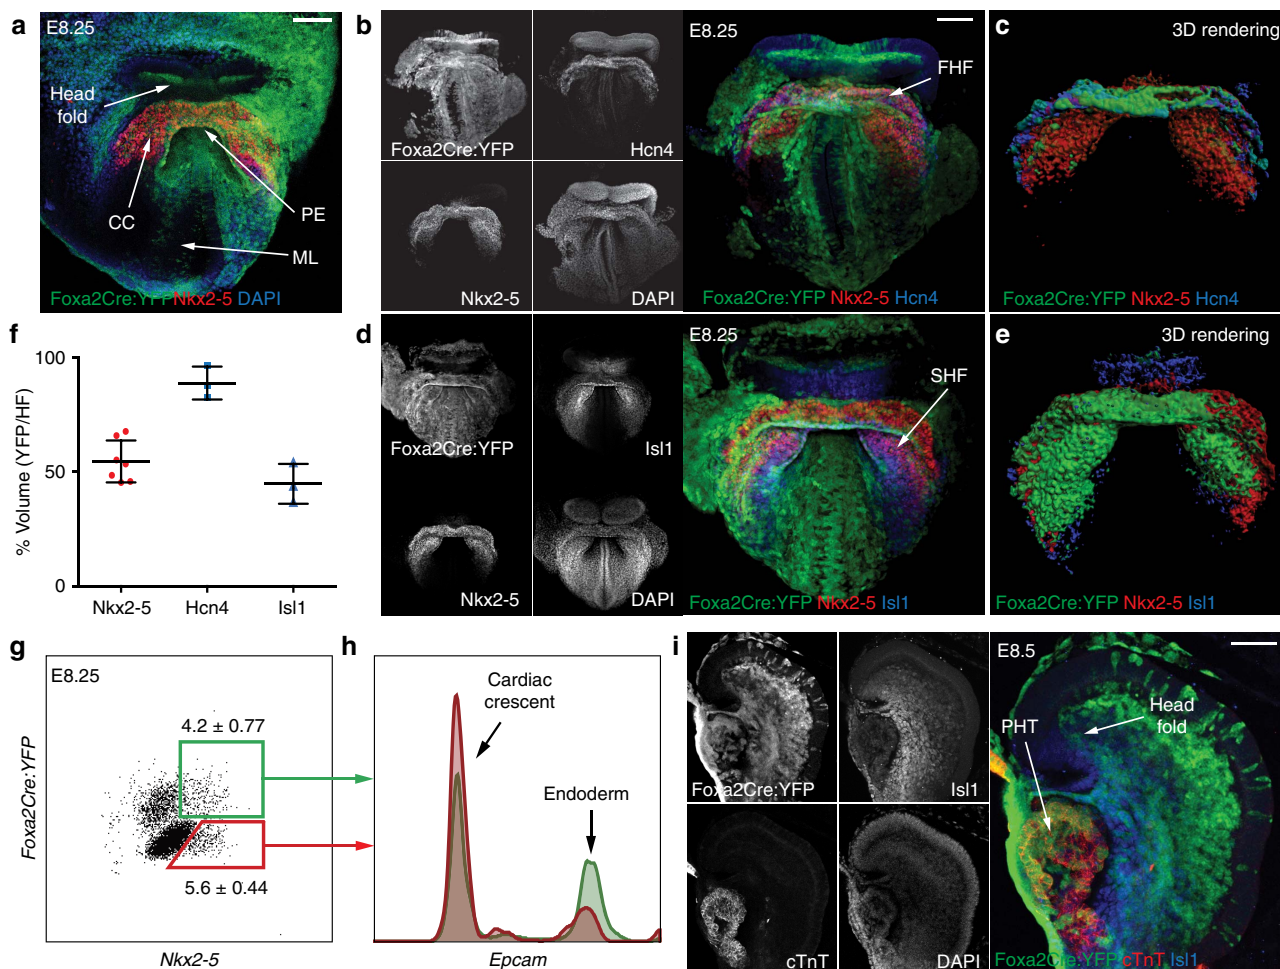 a
E8.25
Head
fold
CC
PE
ML
Foxa2Cre:YFP Nkx2-5 DAPI
b
Foxa2Cre:YFP
Hcn4
Nkx2-5
DAPI
E8.25
FHF
Foxa2Cre:YFP Nkx2-5 Hcn4
c
3D rendering
Foxa2Cre:YFP Nkx2-5 Hcn4
f
% Volume (YFP/HF)
100
50
0
Nkx2-5
Hcn4
Isl1
d
Foxa2Cre:YFP
Isl1
Nkx2-5
DAPI
E8.25
SHF
Foxa2Cre:YFP Nkx2-5 Isl1
e
3D rendering
Foxa2Cre:YFP Nkx2-5 Isl1
g
E8.25
Foxa2Cre:YFP
4.2 ± 0.77
5.6 ± 0.44
Nkx2-5
h
Cardiac
crescent
Endoderm
Epcam
i
Foxa2Cre:YFP
Isl1
cTnT
DAPI
E8.5
PHT
Head
fold
Foxa2Cre:YFP cTnT Isl1